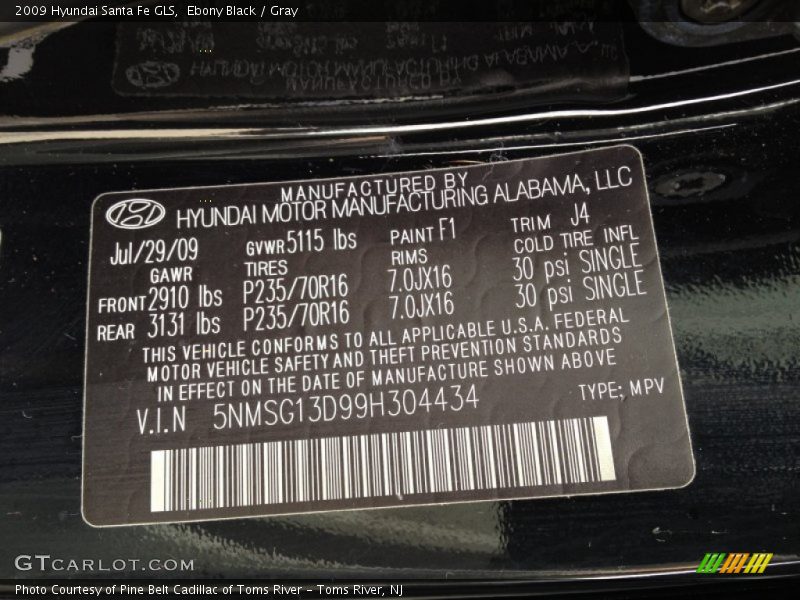 2009 Hyundai Santa Fe GLS, Ebony Black / Gray
MANUFACTURED BY
HYUNDAI MOTOR MANUFACTURING ALABAMA, LLC
Jul/29/09 GVWR 5115 lbs PAINT F1 TRIM J4
GAWR TIRES RIMS COLD TIRE INFL
FRONT 2910 lbs P235/70R16 7.0JX16 30 psi SINGLE
REAR 3131 lbs P235/70R16 7.0JX16 30 psi SINGLE
THIS VEHICLE CONFORMS TO ALL APPLICABLE U.S.A. FEDERAL
MOTOR VEHICLE SAFETY AND THEFT PREVENTION STANDARDS
IN EFFECT ON THE DATE OF MANUFACTURE SHOWN ABOVE
V.I.N 5NMSG13D99H304434 TYPE: MPV
GTCARLOT.COM
Photo Courtesy of Pine Belt Cadillac of Toms River – Toms River, NJ